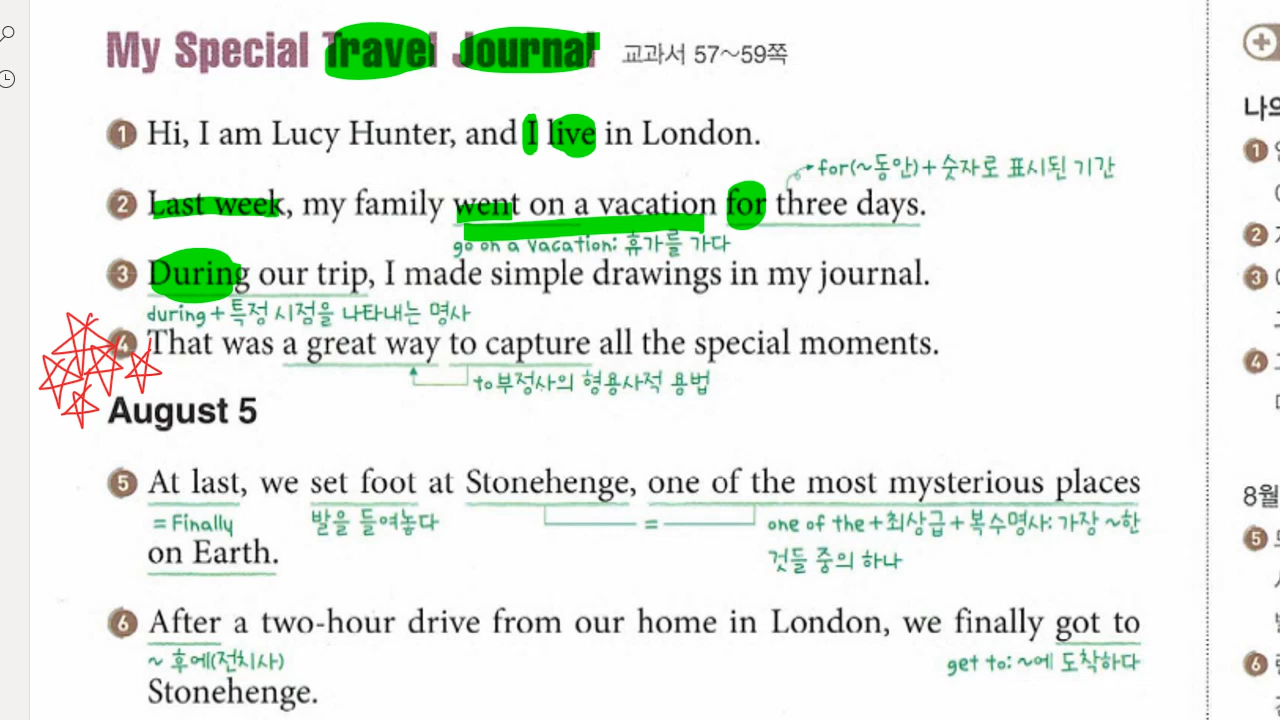 My Special Travel Journal 교과서 57~59쪽
1 Hi, I am Lucy Hunter, and I live in London.
for(~동안)+숫자로 표시된 기간
2 Last week, my family went on a vacation for three days.
go on a vacation: 휴가를 가다
3 During our trip, I made simple drawings in my journal.
during+특정 시점을 나타내는 명사
4 That was a great way to capture all the special moments.
to부정사의 형용사적 용법
August 5
5 At last, we set foot at Stonehenge, one of the most mysterious places
= Finally 발을 들여놓다 = one of the+최상급+복수명사: 가장 ~한
on Earth. 것들 중의 하나
6 After a two-hour drive from our home in London, we finally got to
~ 후에(전치사) get to: ~에 도착하다
Stonehenge.
나의
1
2
3
4
8월
5
6